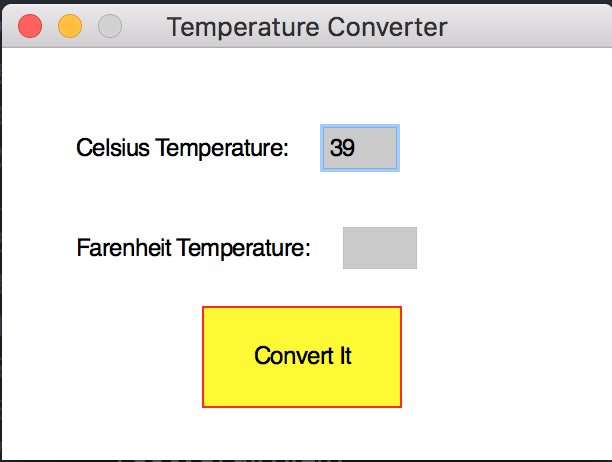 Temperature Converter
Celsius Temperature: 39
Farenheit Temperature:
Convert It